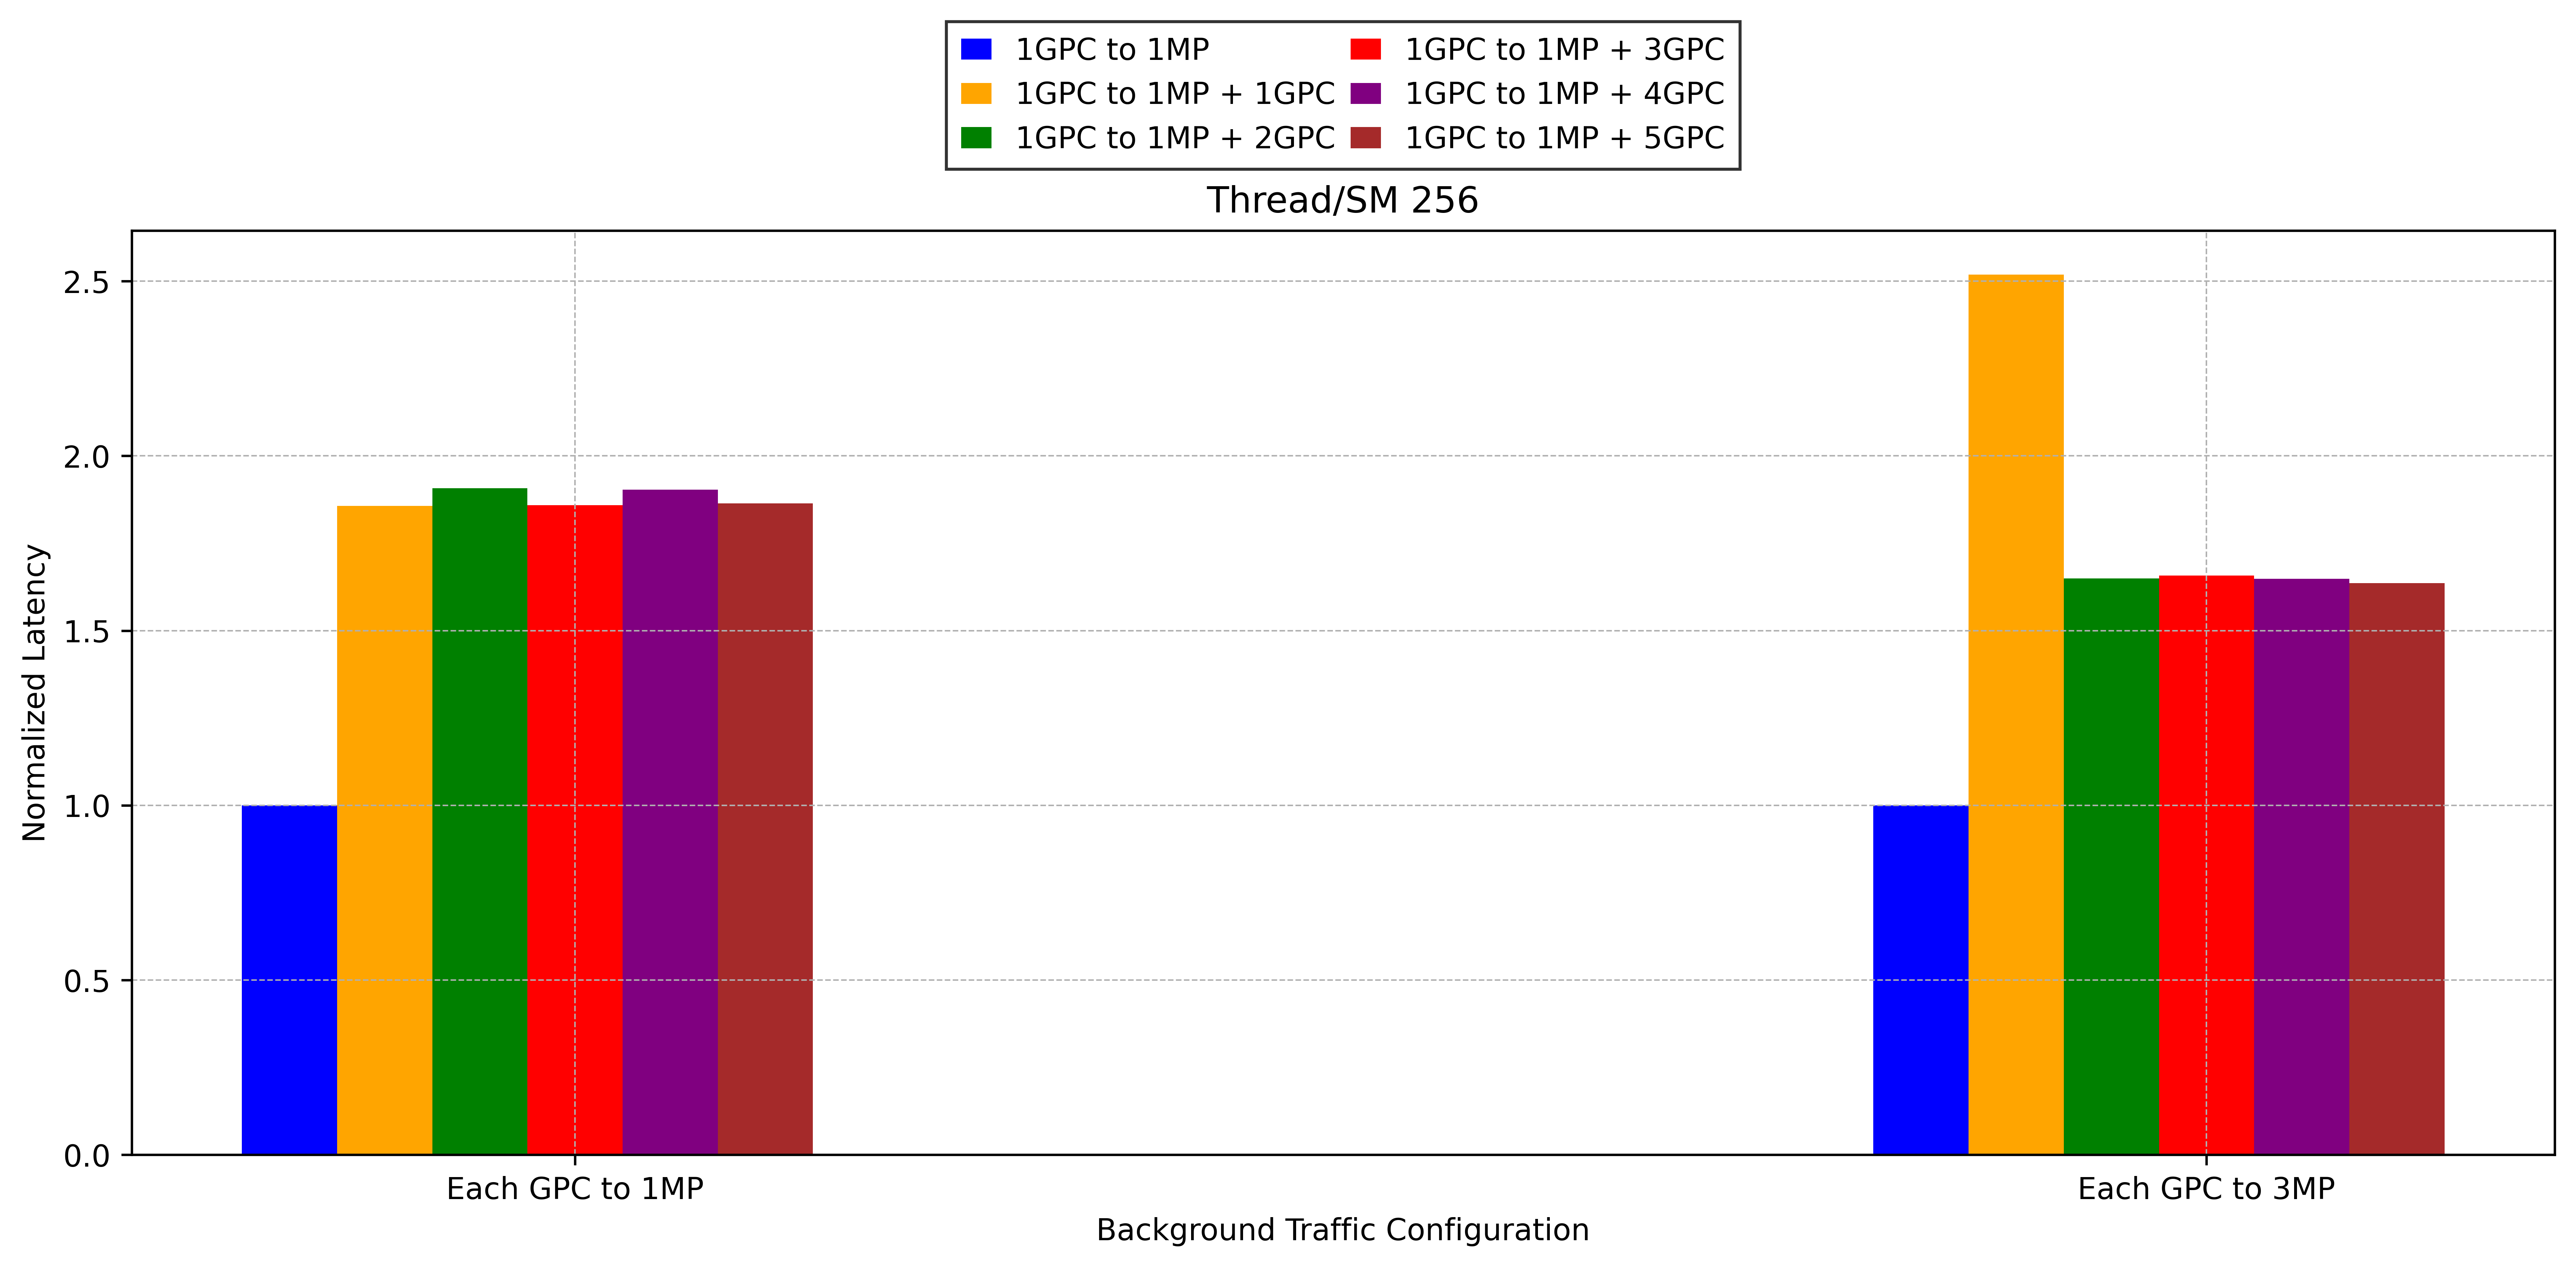 1GPC to 1MP
1GPC to 1MP + 1GPC
1GPC to 1MP + 2GPC
1GPC to 1MP + 3GPC
1GPC to 1MP + 4GPC
1GPC to 1MP + 5GPC
Thread/SM 256
Normalized Latency
2.5
2.0
1.5
1.0
0.5
0.0
Each GPC to 1MP
Each GPC to 3MP
Background Traffic Configuration